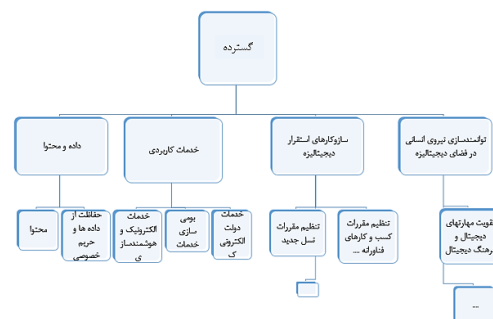 گسترده
توانمندسازی نیروی انسانی
در فضای دیجیتالیزه
سازوکارهای استقرار
دیجیتالیزه
خدمات کاربردی
داده و محتوا
تقویت مهارتهای
دیجیتال و
فرهنگ دیجیتال
...
تنظیم مقررات
کسب و کارهای
فناورانه ...
تنظیم مقررات
نسل جدید
خدمات
دولت
الکترونی
ک
بومی
سازی
خدمات
خدمات
الکترونیک و
هوشمندساز
ی
حفاظت از
داده ها و
حریم
خصوصی
محتوا